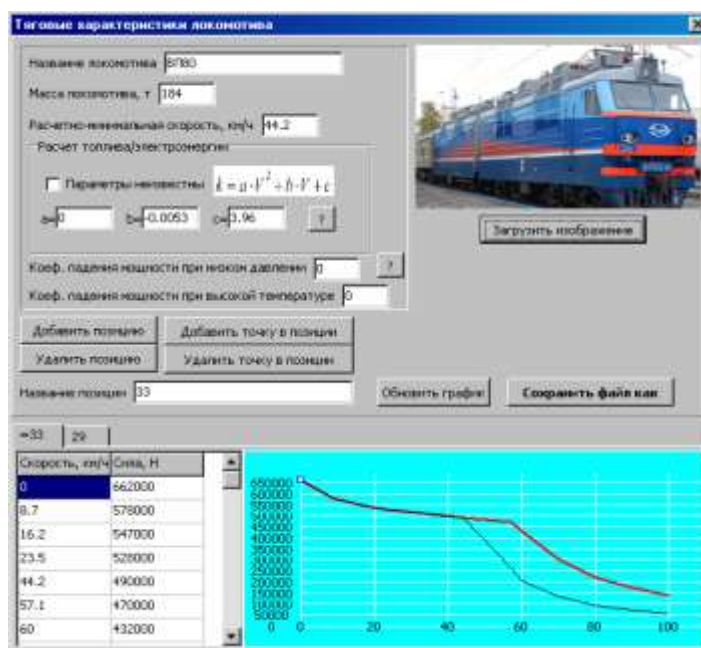 Тяговые характеристики локомотива
Название локомотива ВЛ80
Масса локомотива, т 184
Расчетно-минимальная скорость, км/ч 44.2
Расчет топлива/электроэнергии
Параметры неизвестны k = a·V² + b·V + c
a= 0 b= -0.0053 c= 3.96 ?
Загрузить изображение
Коеф. падения мощности при низком давлении 0 ?
Коеф. падения мощности при высокой температуре 0
Добавить позицию Добавить точку в позиции
Удалить позицию Удалить точку в позиции
Название позиции 33 Обновить график Сохранить файл как
=33 29
Скорость, км/ч Сила, Н
0 662000
8.7 578000
16.2 547000
23.5 528000
44.2 490000
57.1 470000
60 432000
650000
600000
550000
500000
450000
400000
350000
300000
250000
200000
150000
100000
50000
0 0 20 40 60 80 100